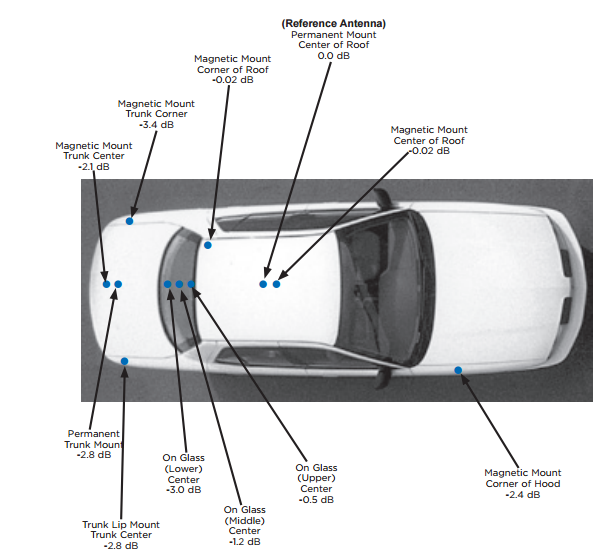 (Reference Antenna)
Permanent Mount
Center of Roof
0.0 dB
Magnetic Mount
Corner of Roof
-0.02 dB
Magnetic Mount
Trunk Corner
-3.4 dB
Magnetic Mount
Center of Roof
-0.02 dB
Magnetic Mount
Trunk Center
-2.1 dB
Permanent
Trunk Mount
-2.8 dB
On Glass
(Lower)
Center
-3.0 dB
On Glass
(Upper)
Center
-0.5 dB
Magnetic Mount
Corner of Hood
-2.4 dB
On Glass
(Middle)
Center
-1.2 dB
Trunk Lip Mount
Trunk Center
-2.8 dB